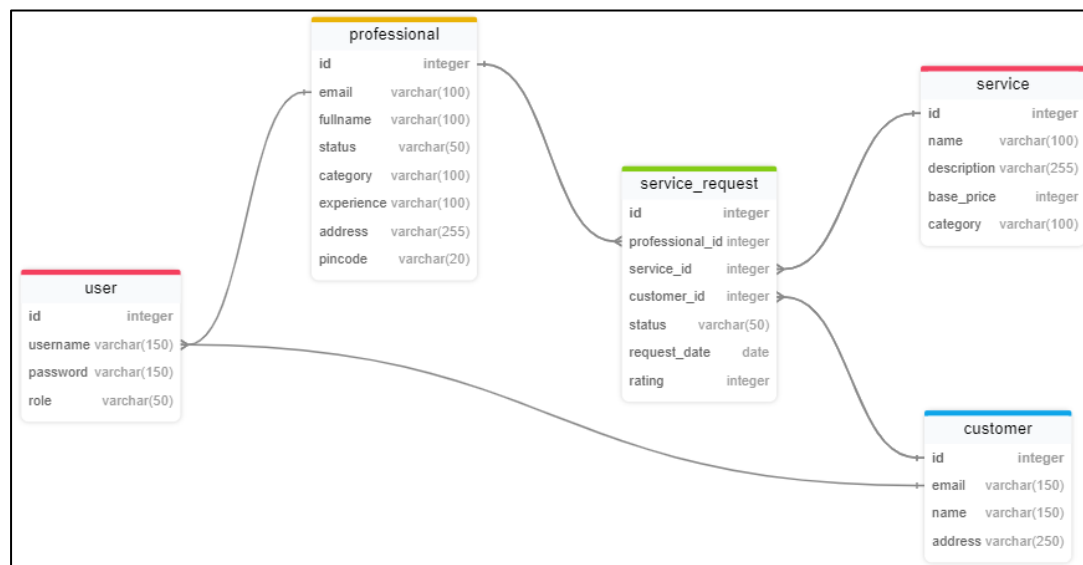 professional
id integer
email varchar(100)
fullname varchar(100)
status varchar(50)
category varchar(100)
experience varchar(100)
address varchar(255)
pincode varchar(20)
service
id integer
name varchar(100)
description varchar(255)
base_price integer
category varchar(100)
service_request
id integer
professional_id integer
service_id integer
customer_id integer
status varchar(50)
request_date date
rating integer
user
id integer
username varchar(150)
password varchar(150)
role varchar(50)
customer
id integer
email varchar(150)
name varchar(150)
address varchar(250)